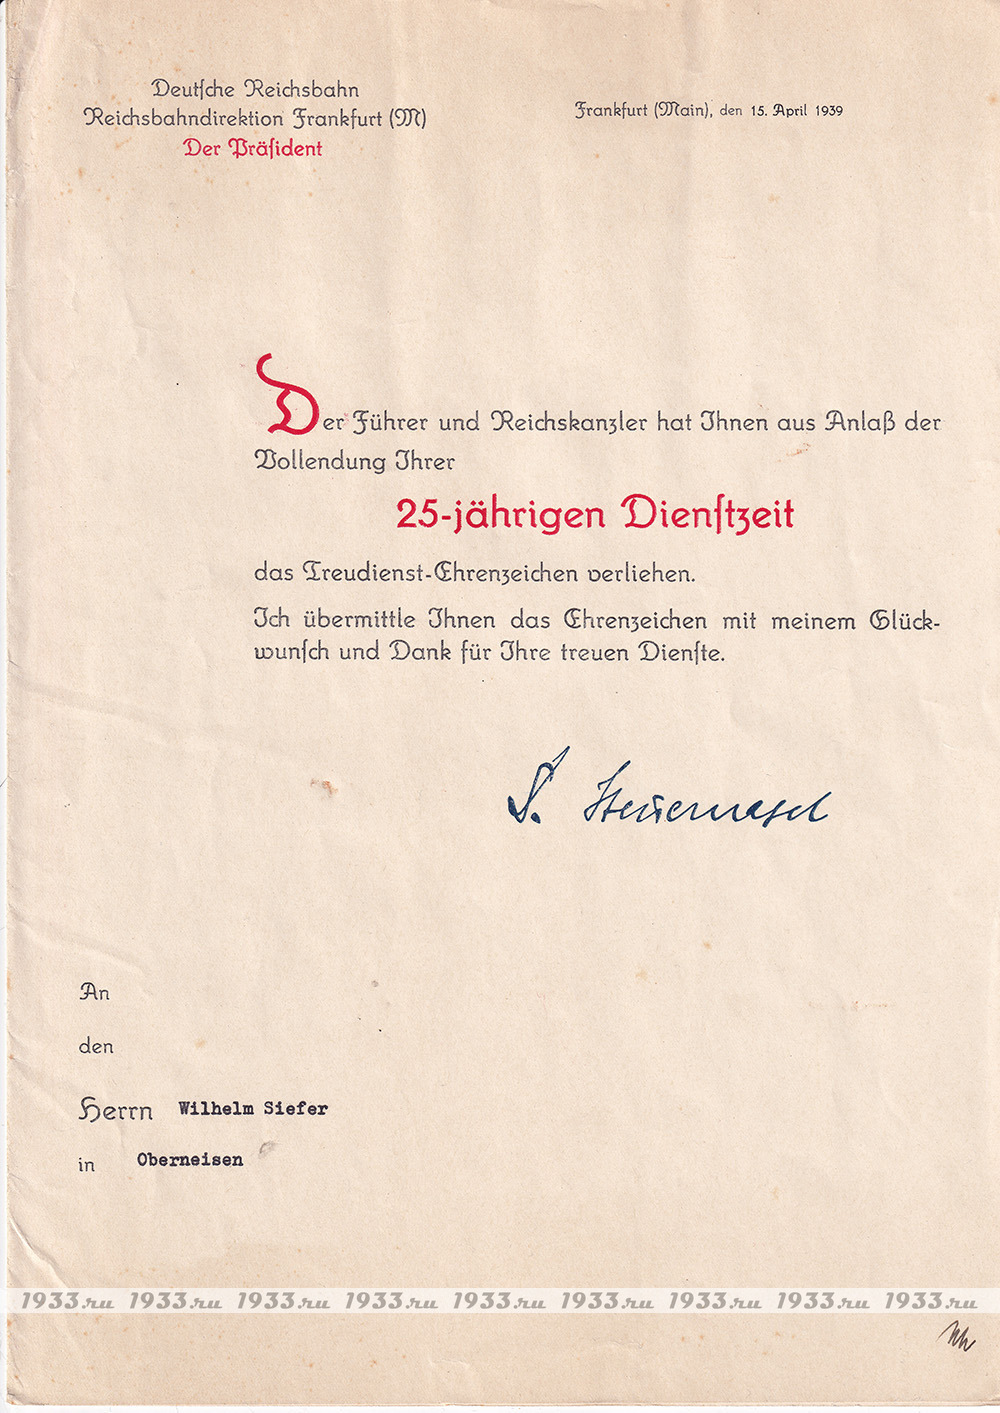 Deutsche Reichsbahn
Reichsbahndirektion Frankfurt (M)
Der Präsident
Frankfurt (Main), den 15. April 1939
Der Führer und Reichskanzler hat Ihnen aus Anlaß der
Vollendung Ihrer
25-jährigen Dienstzeit
das Treudienst-Ehrenzeichen verliehen.
Ich übermittle Ihnen das Ehrenzeichen mit meinem Glück-
wunsch und Dank für Ihre treuen Dienste.
Steuernagel
An
den
Herrn Wilhelm Siefer
in Oberneisen
1933.ru 1933.ru 1933.ru 1933.ru 1933.ru 1933.ru 1933.ru 1933.ru 1933.ru